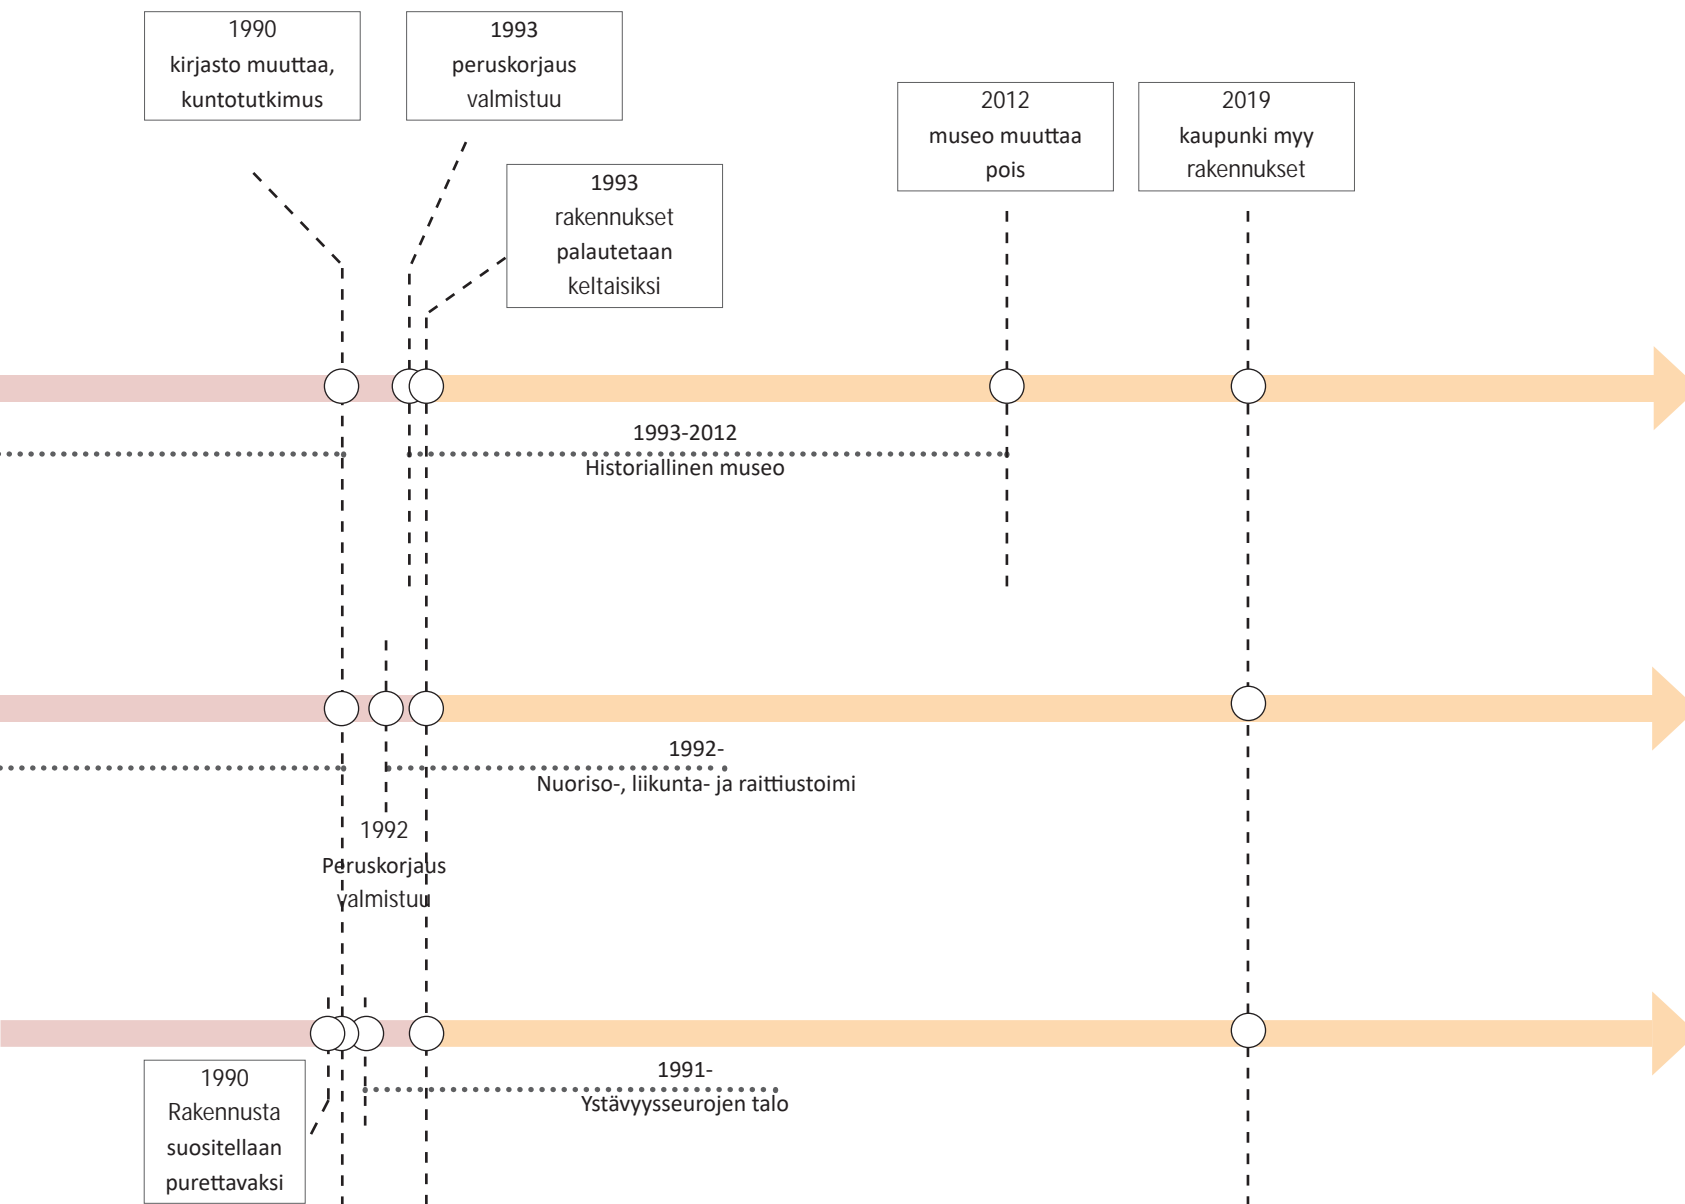 1990
kirjasto muuttaa,
kuntotutkimus
1993
peruskorjaus
valmistuu
1993
rakennukset
palautetaan
keltaisiksi
2012
museo muuttaa
pois
2019
kaupunki myy
rakennukset
1993-2012
Historiallinen museo
1992-
Nuoriso-, liikunta- ja raittiustoimi
1992
Peruskorjaus
valmistuu
1990
Rakennusta
suositellaan
purettavaksi
1991-
Ystävyysseurojen talo